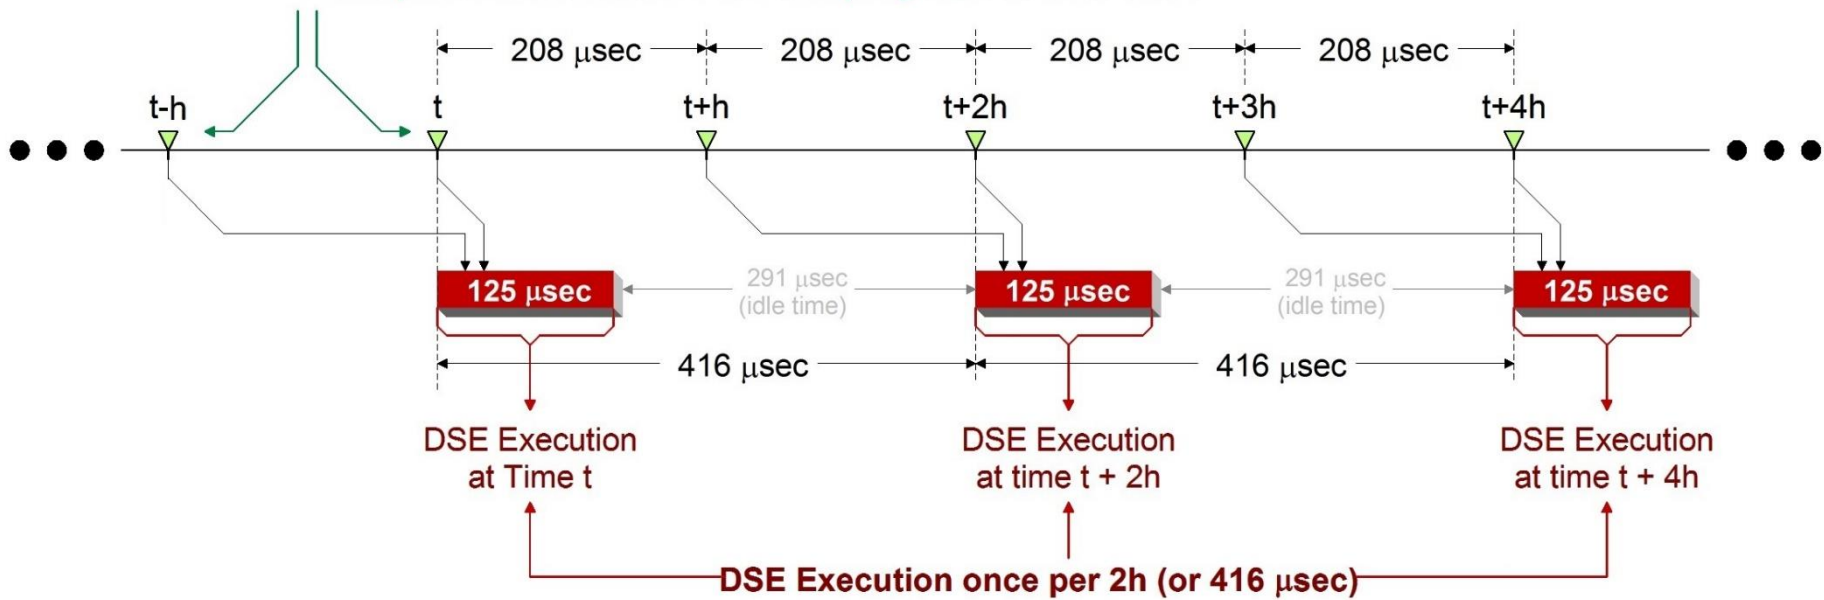 208 μsec 208 μsec 208 μsec 208 μsec
t-h t t+h t+2h t+3h t+4h
125 μsec 291 μsec 125 μsec 291 μsec 125 μsec
(idle time) (idle time)
416 μsec 416 μsec
DSE Execution DSE Execution DSE Execution
at Time t at time t + 2h at time t + 4h
DSE Execution once per 2h (or 416 μsec)